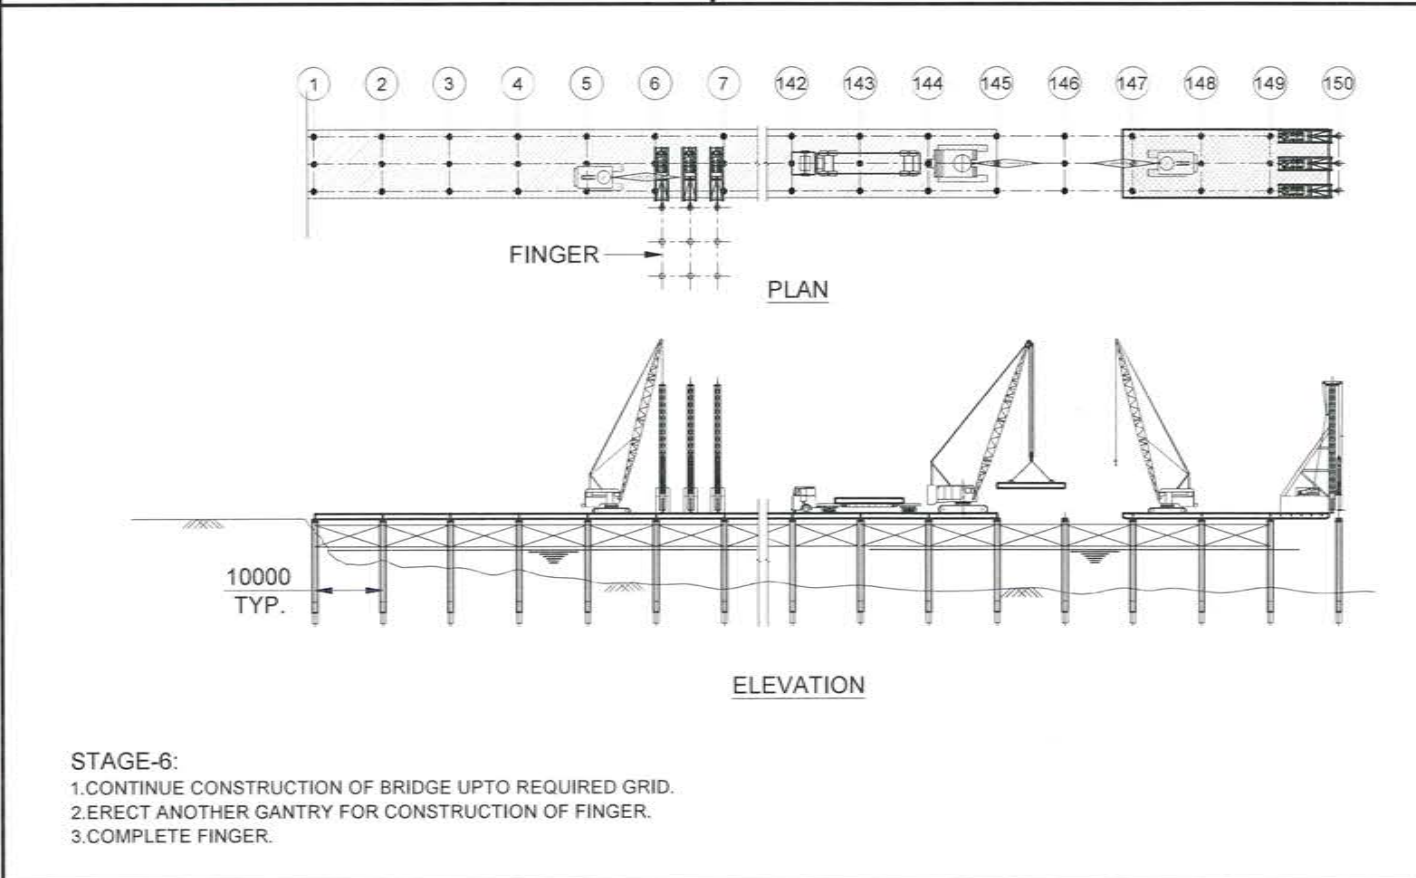 1 2 3 4 5 6 7 142 143 144 145 146 147 148 149 150
FINGER
PLAN
10000
TYP.
ELEVATION
STAGE-6:
1.CONTINUE CONSTRUCTION OF BRIDGE UPTO REQUIRED GRID.
2.ERECT ANOTHER GANTRY FOR CONSTRUCTION OF FINGER.
3.COMPLETE FINGER.